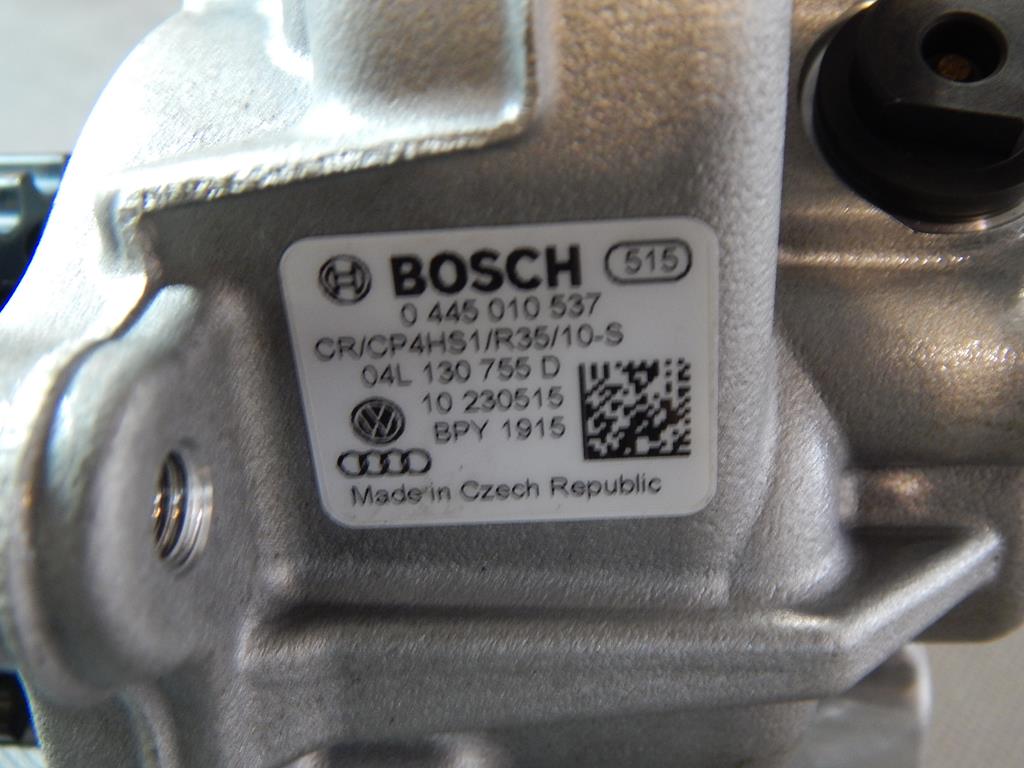 BOSCH 515
0 445 010 537
CR/CP4HS1/R35/10-S
04L 130 755 D
10 230515
BPY 1915
Made in Czech Republic